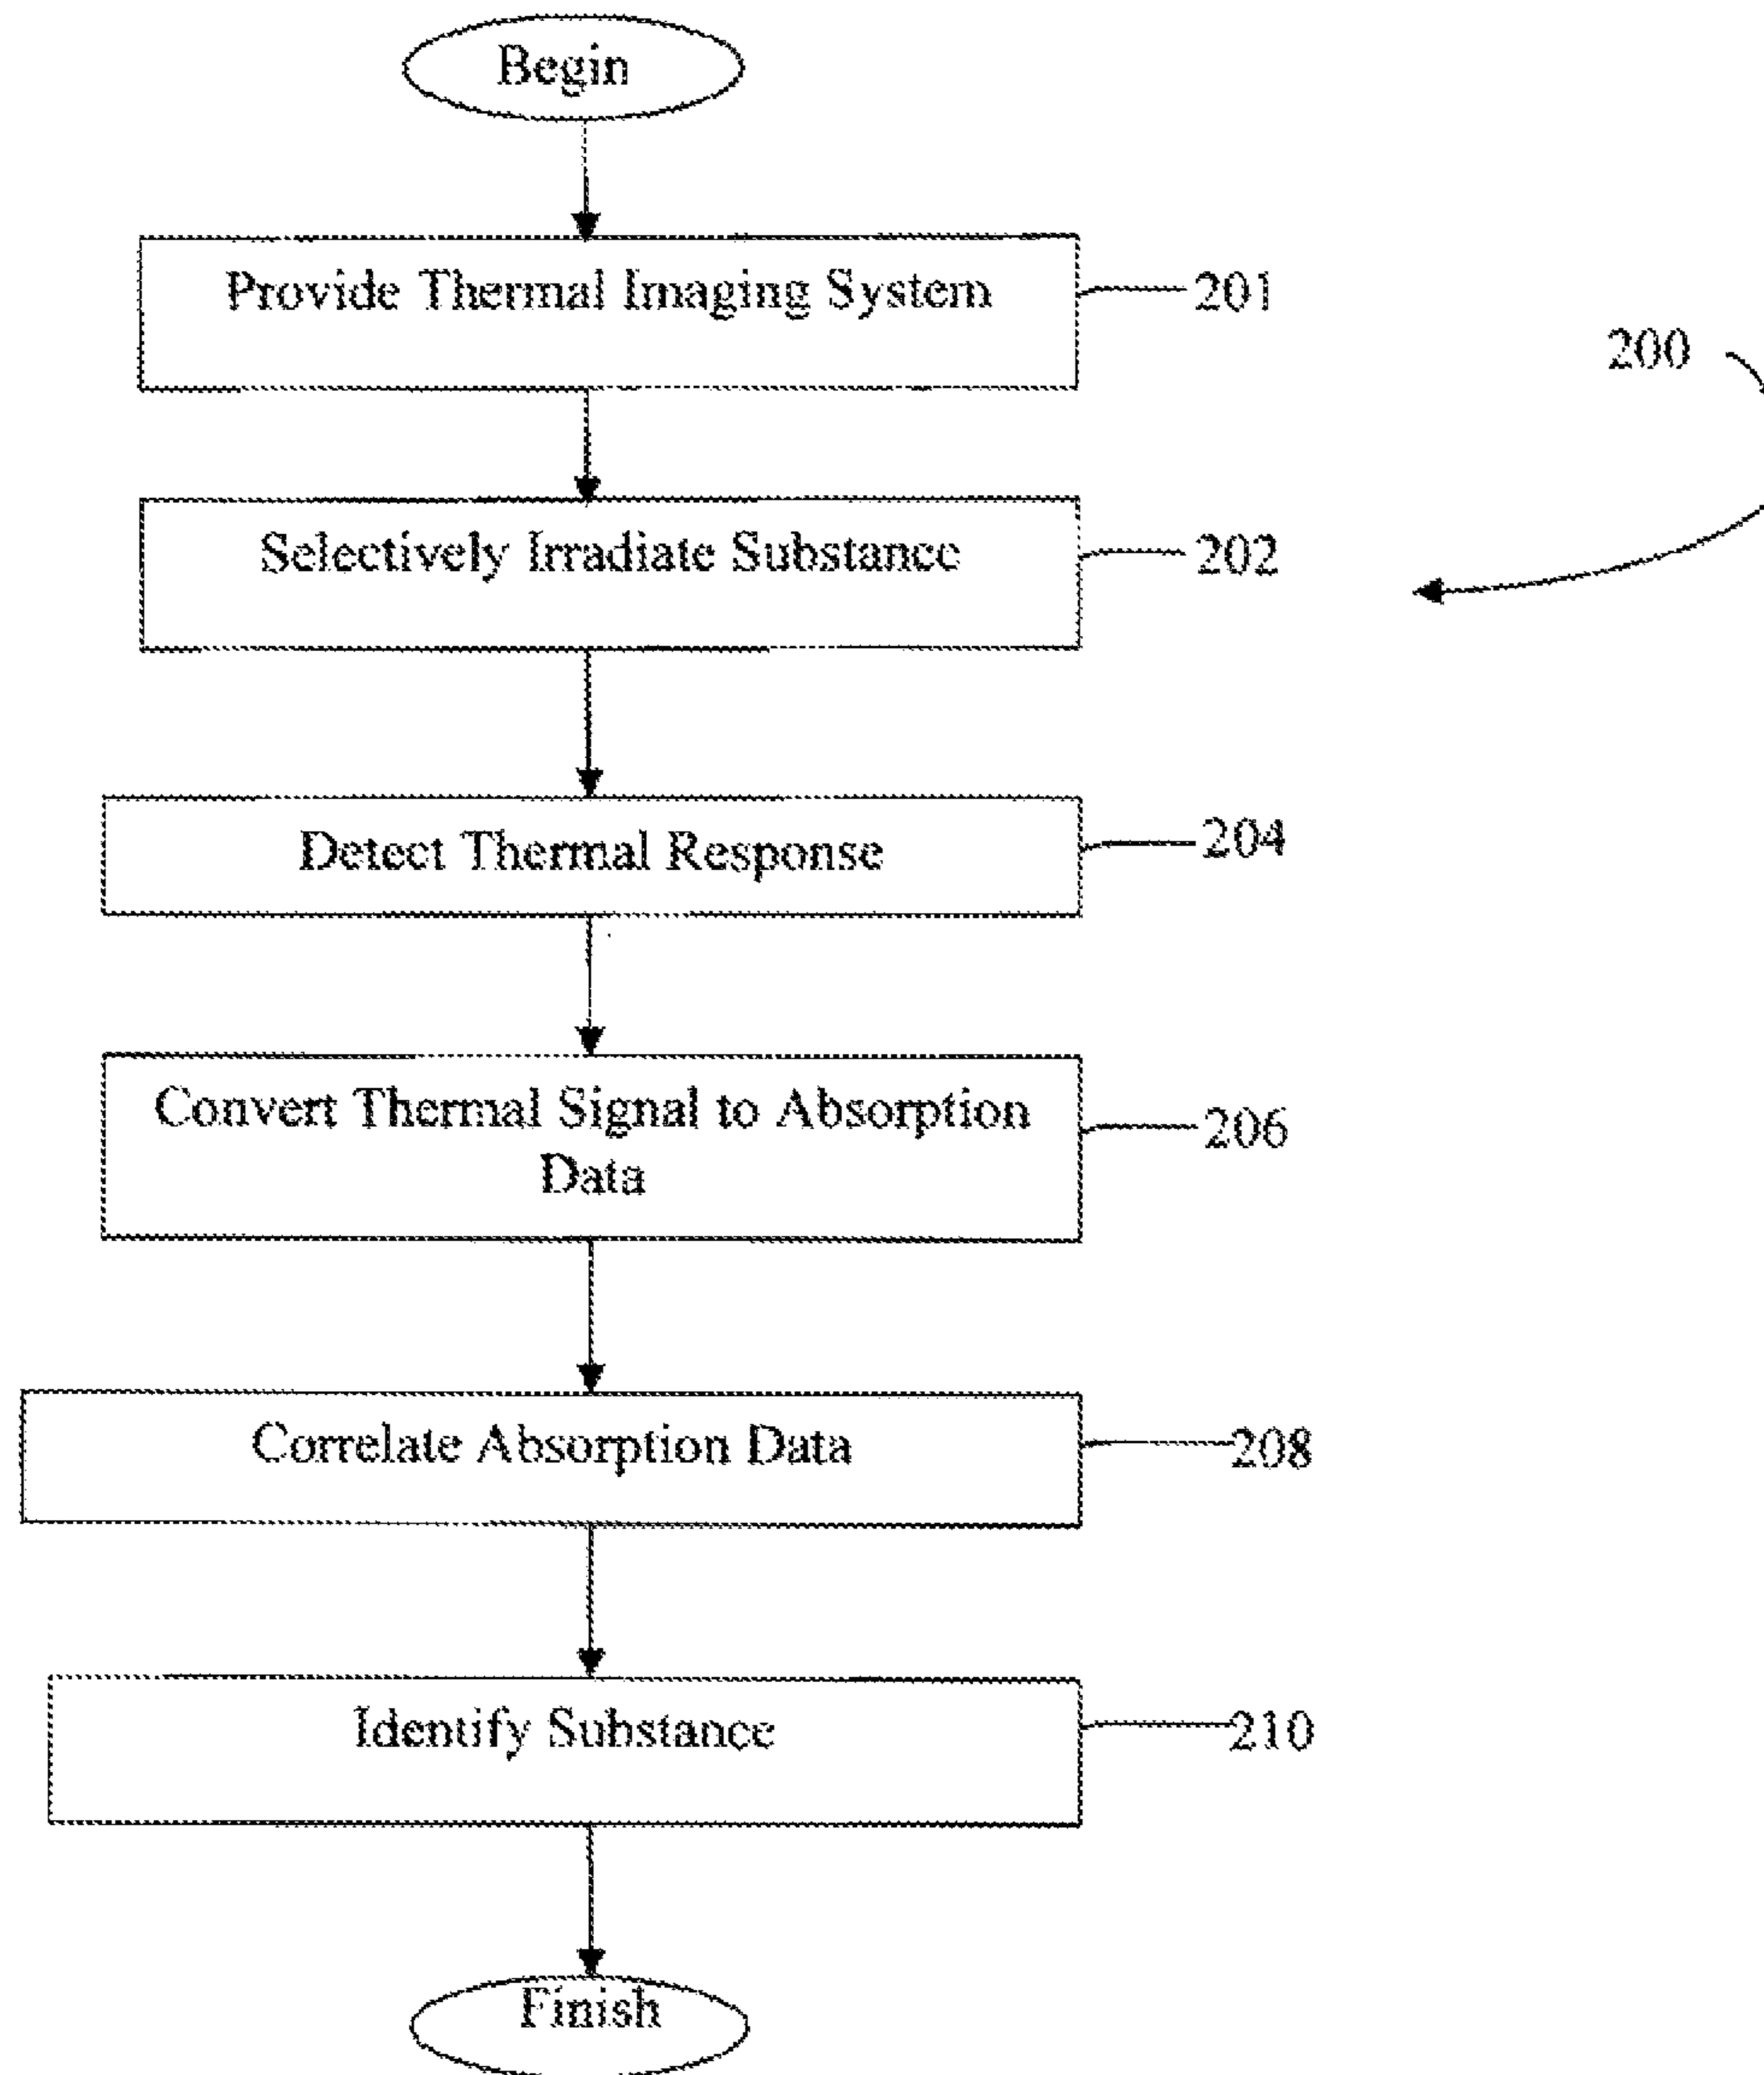 Begin
Provide Thermal Imaging System
201
200
Selectively Irradiate Substance
202
Detect Thermal Response
204
Convert Thermal Signal to Absorption
Data
206
Correlate Absorption Data
208
Identify Substance
210
Finish